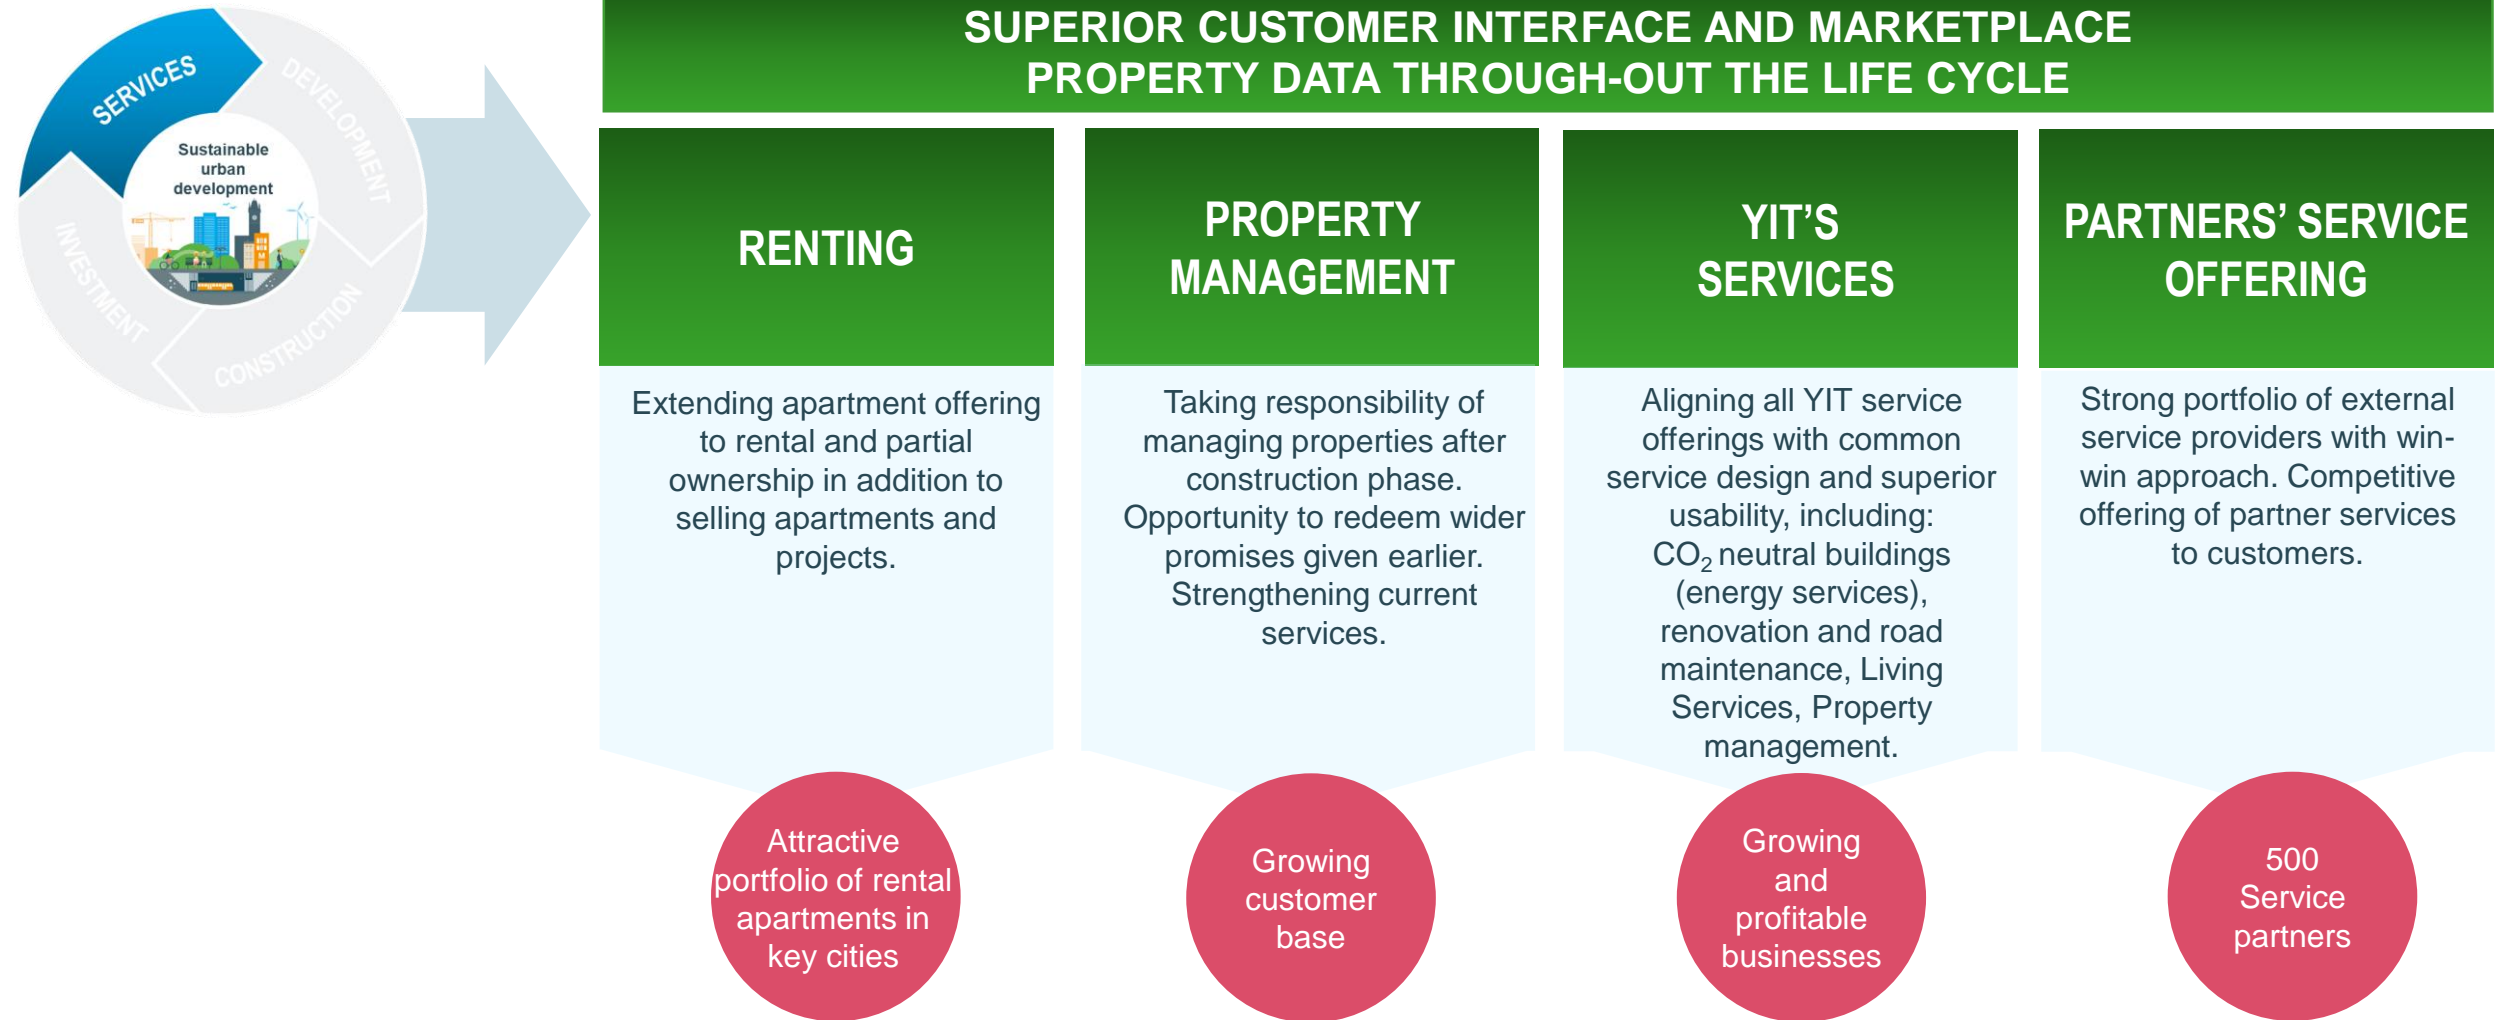 SERVICES
DEVELOPMENT
CONSTRUCTION
INVESTMENT
Sustainable
urban
development
SUPERIOR CUSTOMER INTERFACE AND MARKETPLACE
PROPERTY DATA THROUGH-OUT THE LIFE CYCLE
RENTING
Extending apartment offering
to rental and partial
ownership in addition to
selling apartments and
projects.
Attractive
portfolio of rental
apartments in
key cities
PROPERTY
MANAGEMENT
Taking responsibility of
managing properties after
construction phase.
Opportunity to redeem wider
promises given earlier.
Strengthening current
services.
Growing
customer
base
YIT’S
SERVICES
Aligning all YIT service
offerings with common
service design and superior
usability, including:
CO₂ neutral buildings
(energy services),
renovation and road
maintenance, Living
Services, Property
management.
Growing
and
profitable
businesses
PARTNERS’ SERVICE
OFFERING
Strong portfolio of external
service providers with win-
win approach. Competitive
offering of partner services
to customers.
500
Service
partners